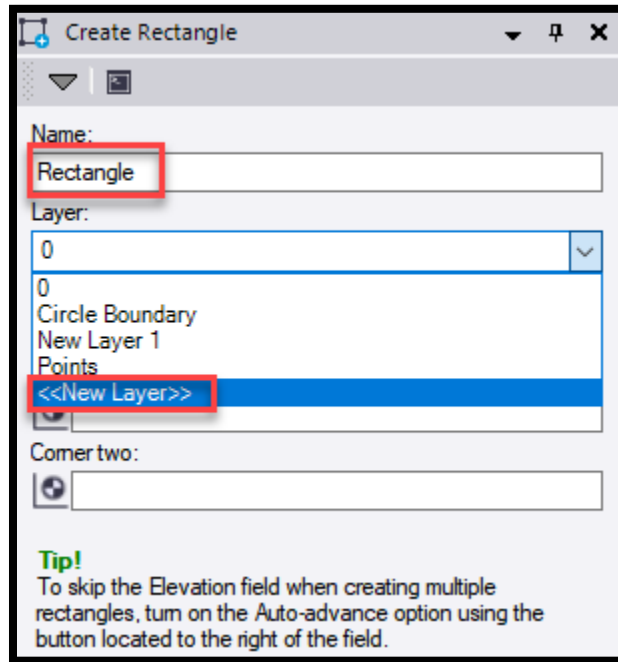 Create Rectangle
Name:
Rectangle
Layer:
0
0
Circle Boundary
New Layer 1
Points
<<New Layer>>
Corner two:
Tip!
To skip the Elevation field when creating multiple
rectangles, turn on the Auto-advance option using the
button located to the right of the field.